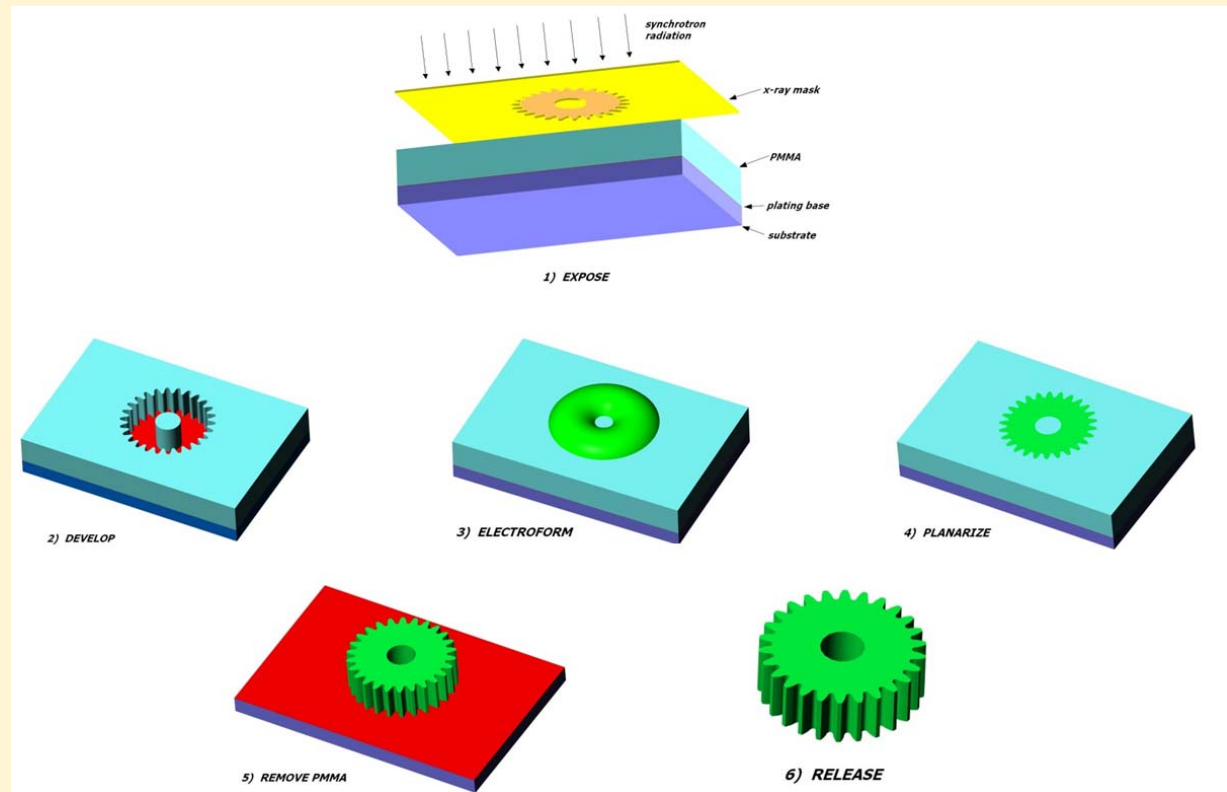 synchrotron
radiation
x-ray mask
PMMA
plating base
substrate
1) EXPOSE
2) DEVELOP
3) ELECTROFORM
4) PLANARIZE
5) REMOVE PMMA
6) RELEASE